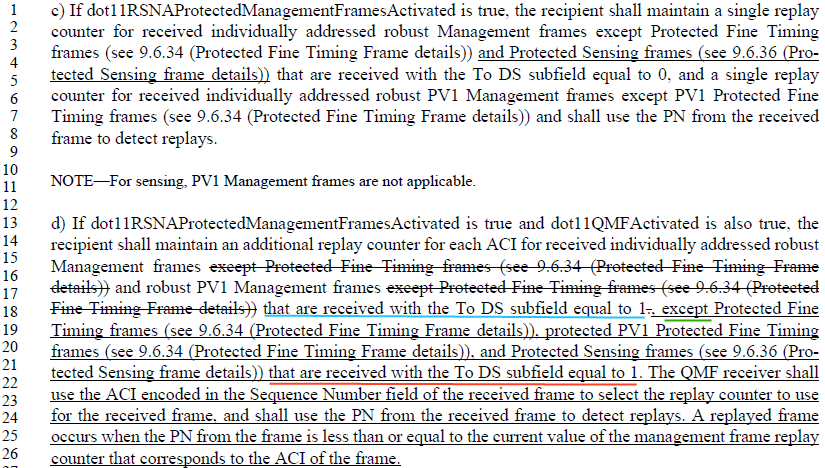 1 c) If dot11RSNAProtectedManagementFramesActivated is true, the recipient shall maintain a single replay
2 counter for received individually addressed robust Management frames except Protected Fine Timing
3 frames (see 9.6.34 (Protected Fine Timing Frame details)) and Protected Sensing frames (see 9.6.36 (Pro-
4
5 tected Sensing frame details)) that are received with the To DS subfield equal to 0, and a single replay
6 counter for received individually addressed robust PV1 Management frames except PV1 Protected Fine
7 Timing frames (see 9.6.34 (Protected Fine Timing Frame details)) and shall use the PN from the received
8 frame to detect replays.
9
10
11 NOTE—For sensing, PV1 Management frames are not applicable.
12
13 d) If dot11RSNAProtectedManagementFramesActivated is true and dot11QMFActivated is also true, the
14 recipient shall maintain an additional replay counter for each ACI for received individually addressed robust
15
16 Management frames except Protected Fine Timing frames (see 9.6.34 (Protected Fine Timing Frame
17 details)) and robust PV1 Management frames except Protected Fine Timing frames (see 9.6.34 (Protected
18 Fine Timing Frame details)) that are received with the To DS subfield equal to 1., except Protected Fine
19 Timing frames (see 9.6.34 (Protected Fine Timing Frame details)), protected PV1 Protected Fine Timing
20 frames (see 9.6.34 (Protected Fine Timing Frame details)), and Protected Sensing frames (see 9.6.36 (Pro-
21
22 tected Sensing frame details)) that are received with the To DS subfield equal to 1. The QMF receiver shall
23 use the ACI encoded in the Sequence Number field of the received frame to select the replay counter to use
24 for the received frame, and shall use the PN from the received frame to detect replays. A replayed frame
25 occurs when the PN from the frame is less than or equal to the current value of the management frame replay
26 counter that corresponds to the ACI of the frame.